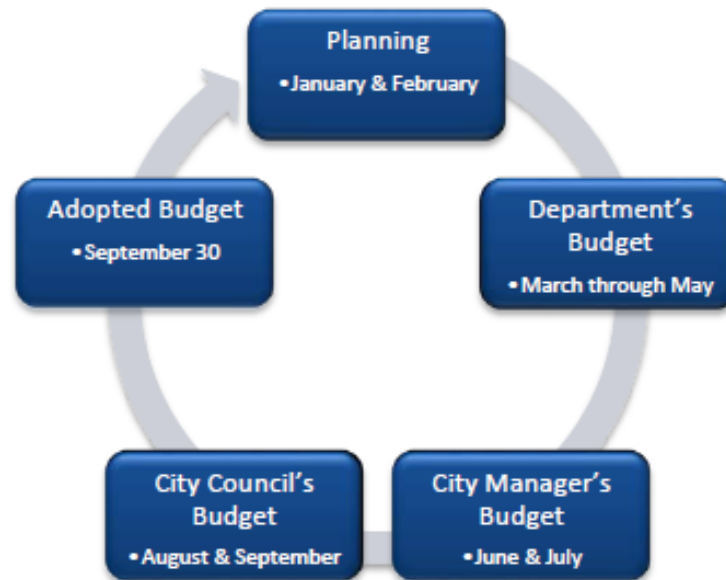 Planning
•January & February
Department's
Budget
•March through May
City Manager's
Budget
•June & July
City Council's
Budget
•August & September
Adopted Budget
•September 30